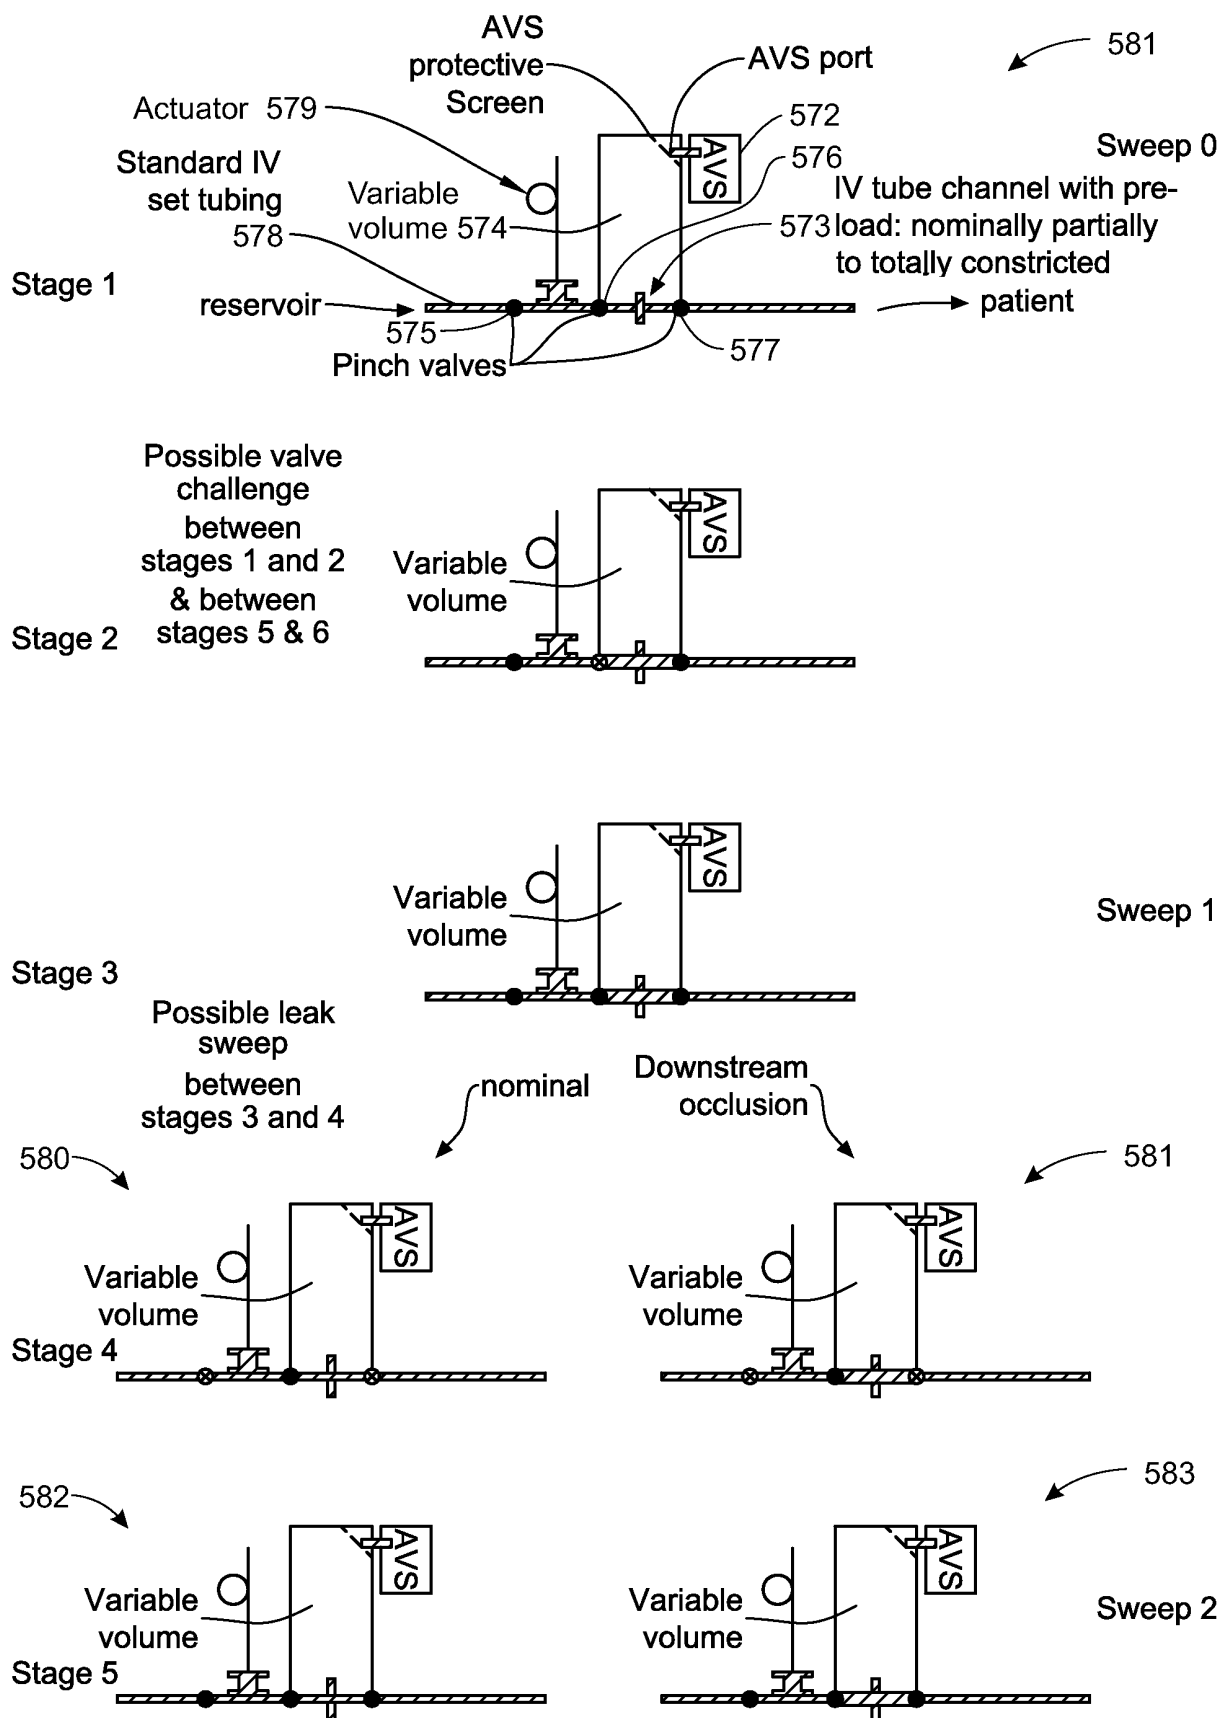 AVS
protective
Screen
AVS port
581
Actuator 579
572
Sweep 0
AVS
576
Standard IV
set tubing
578
Variable
volume 574
573
IV tube channel with pre-
load: nominally partially
to totally constricted
Stage 1
reservoir
patient
575
577
Pinch valves
Possible valve
challenge
between
stages 1 and 2
& between
stages 5 & 6
AVS
Variable
volume
Stage 2
AVS
Variable
volume
Sweep 1
Stage 3
Possible leak
sweep
between
stages 3 and 4
nominal
Downstream
occlusion
580
581
AVS
AVS
Variable
volume
Variable
volume
Stage 4
582
583
AVS
AVS
Variable
volume
Variable
volume
Sweep 2
Stage 5